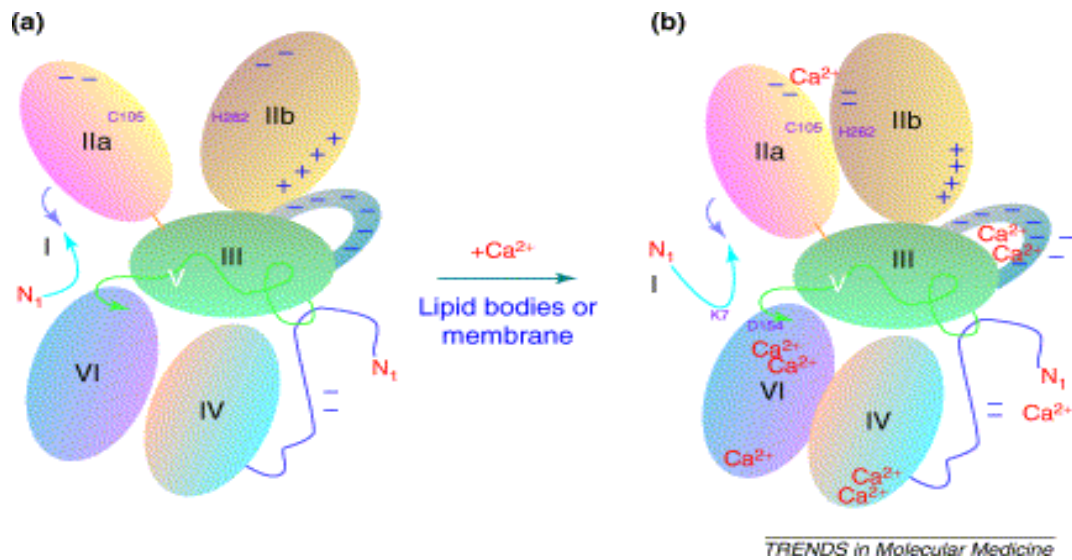 (a)
IIa
C105
H262
IIb
I
III
V
N₁
VI
IV
N₁
+Ca²⁺
Lipid bodies or
membrane
(b)
Ca²⁺
IIa
C105
H262
IIb
N₁
I
K7
III
V
Ca²⁺
Ca²⁺
D154
Ca²⁺
Ca²⁺
VI
Ca²⁺
IV
Ca²⁺
Ca²⁺
N₁
Ca²⁺
TRENDS in Molecular Medicine